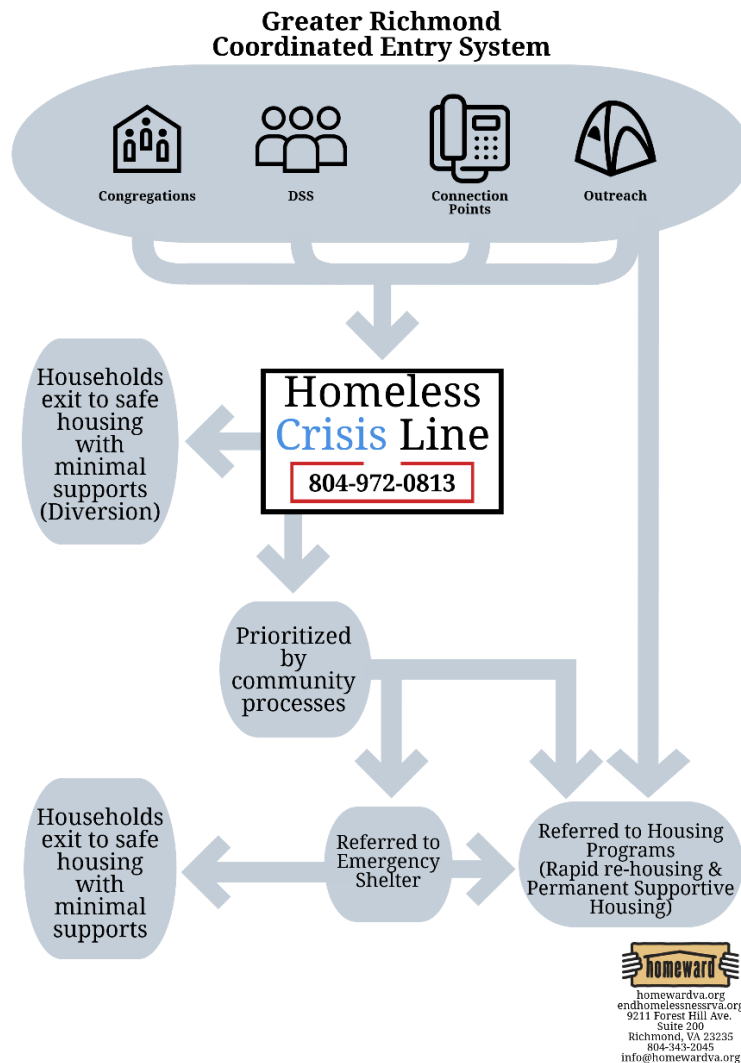 Greater Richmond
Coordinated Entry System
Congregations
DSS
Connection
Points
Outreach
Homeless
Crisis Line
804-972-0813
Households
exit to safe
housing
with
minimal
supports
(Diversion)
Prioritized
by
community
processes
Households
exit to safe
housing
with
minimal
supports
Referred to
Emergency
Shelter
Referred to Housing
Programs
(Rapid re-housing &
Permanent Supportive
Housing)
homeward
homewardva.org
endhomelessnessrva.org
9211 Forest Hill Ave.
Suite 200
Richmond, VA 23235
804-343-2045
info@homewardva.org